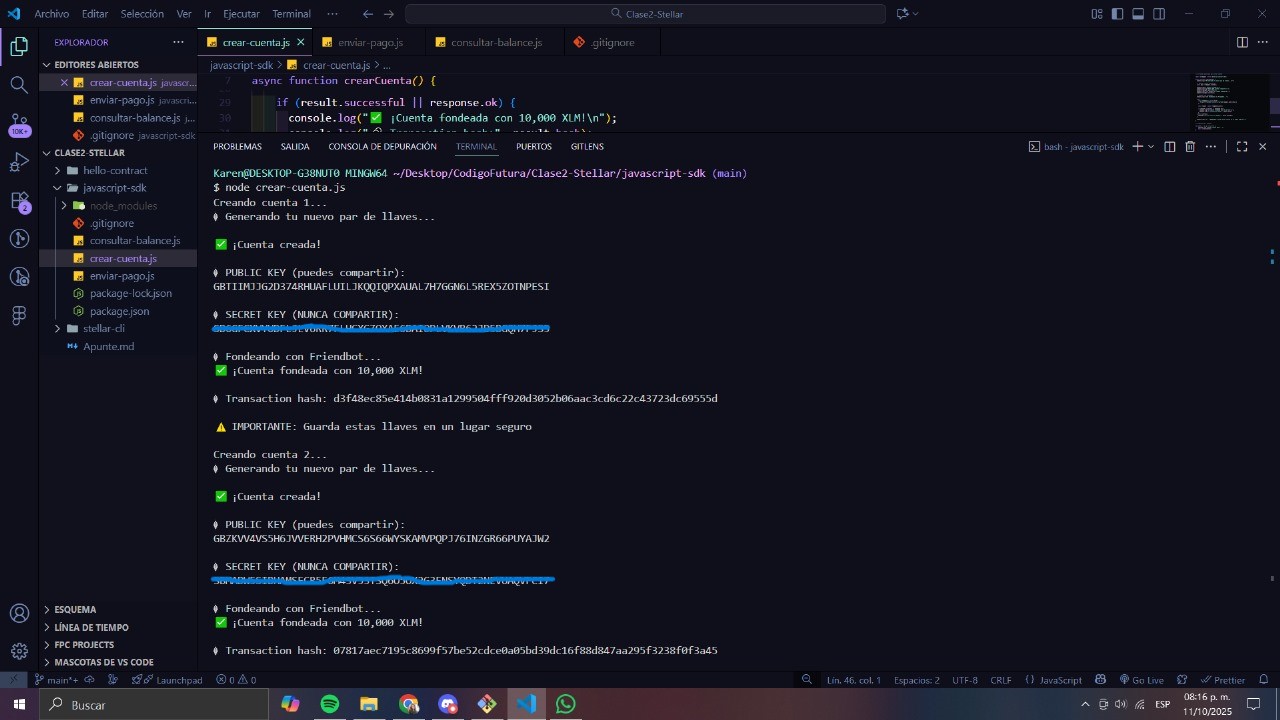 Archivo Editar Selección Ver Ir Ejecutar Terminal ··· Clase2-Stellar
EXPLORADOR ···
EDITORES ABIERTOS
crear-cuenta.js javascr...
enviar-pago.js javascri...
consultar-balance.js j...
.gitignore javascript-sdk
CLASE2-STELLAR
hello-contract
javascript-sdk
node_modules
.gitignore
consultar-balance.js
crear-cuenta.js
enviar-pago.js
package-lock.json
package.json
stellar-cli
Apunte.md
ESQUEMA
LÍNEA DE TIEMPO
FPC PROJECTS
MASCOTAS DE VS CODE
10K+
2
crear-cuenta.js enviar-pago.js consultar-balance.js .gitignore
javascript-sdk > crear-cuenta.js > ...
7 async function crearCuenta() {
29 if (result.successful || response.ok) {
30 console.log("✅ ¡Cuenta fondeada con 10,000 XLM!\n");
PROBLEMAS SALIDA CONSOLA DE DEPURACIÓN TERMINAL PUERTOS GITLENS
bash - javascript-sdk
Karen@DESKTOP-G38NUT0 MINGW64 ~/Desktop/CodigoFutura/Clase2-Stellar/javascript-sdk (main)
$ node crear-cuenta.js
Creando cuenta 1...
Generando tu nuevo par de llaves...
✅ ¡Cuenta creada!
PUBLIC KEY (puedes compartir):
GBTIIMJJG2D374RHUAFLUILJKQQIQPXAUAL7H7GGN6L5REX5ZOTNPESI
SECRET KEY (NUNCA COMPARTIR):
Fondeando con Friendbot...
✅ ¡Cuenta fondeada con 10,000 XLM!
Transaction hash: d3f48ec85e414b0831a1299504fff920d3052b06aac3cd6c22c43723dc69555d
⚠️ IMPORTANTE: Guarda estas llaves en un lugar seguro
Creando cuenta 2...
Generando tu nuevo par de llaves...
✅ ¡Cuenta creada!
PUBLIC KEY (puedes compartir):
GBZKVV4VS5H6JVVERH2PVHMCS6S66WYSKAMVPQPJ76INZGR66PUYAJW2
SECRET KEY (NUNCA COMPARTIR):
Fondeando con Friendbot...
✅ ¡Cuenta fondeada con 10,000 XLM!
Transaction hash: 07817aec7195c8699f57be52cdce0a05bd39dc16f88d847aa295f3238f0f3a45
main*+ Launchpad 0 0 Lín. 46, col. 1 Espacios: 2 UTF-8 CRLF {} JavaScript Go Live Prettier
Buscar
ESP
08:16 p. m.
11/10/2025